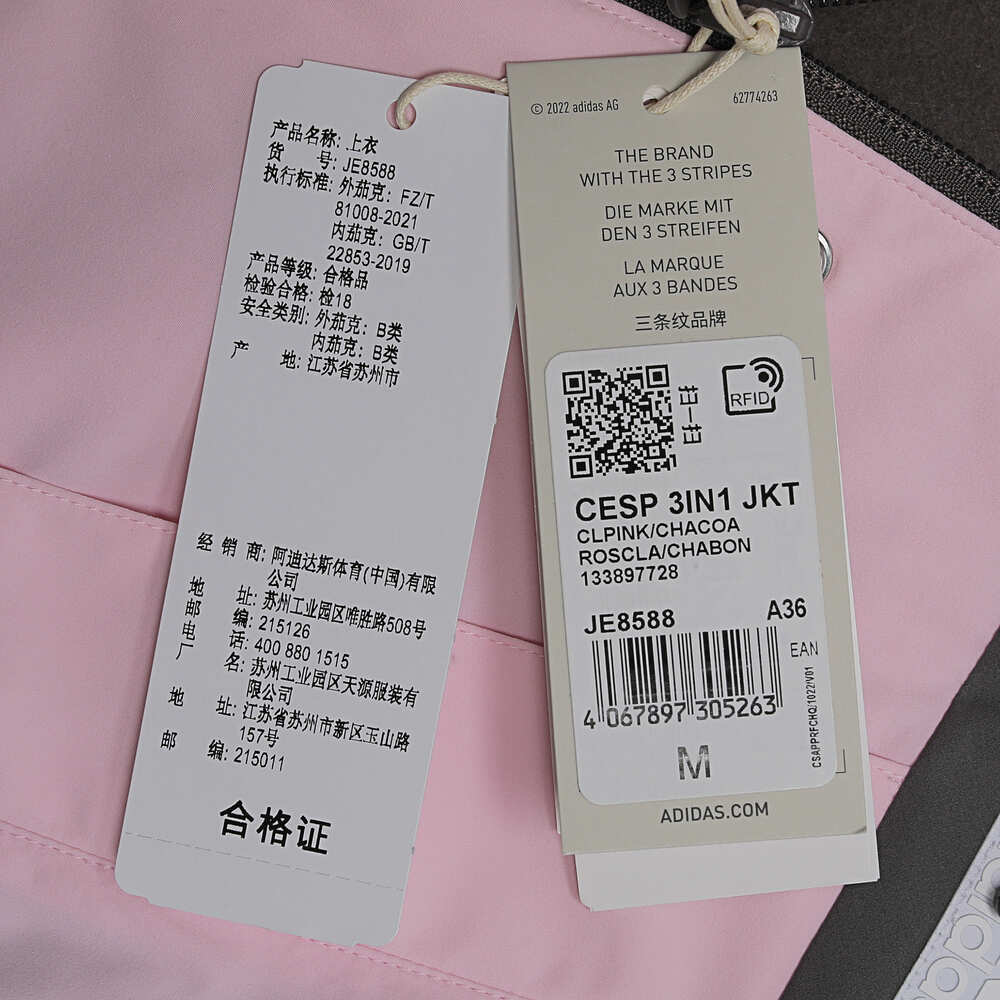 产品名称: 上衣
货 号: JE8588
执行标准: 外茄克: FZ/T
81008-2021
内茄克: GB/T
22853-2019
产品等级: 合格品
检验合格: 检18
安全类别: 外茄克: B类
内茄克: B类
产 地: 江苏省苏州市
经 销 商: 阿迪达斯体育(中国)有限
公司
地 址: 苏州工业园区唯胜路508号
邮 编: 215126
电 话: 400 880 1515
厂 名: 苏州工业园区天源服装有
限公司
地 址: 江苏省苏州市新区玉山路
157号
邮 编: 215011
合格证
© 2022 adidas AG
62774263
THE BRAND
WITH THE 3 STRIPES
DIE MARKE MIT
DEN 3 STREIFEN
LA MARQUE
AUX 3 BANDES
三条纹品牌
扫一扫
RFID
CESP 3IN1 JKT
CLPINK/CHACOA
ROSCLA/CHABON
133897728
JE8588 A36
EAN
4 067897 305263
CSAPPRFCHQ/1022/V01
M
ADIDAS.COM